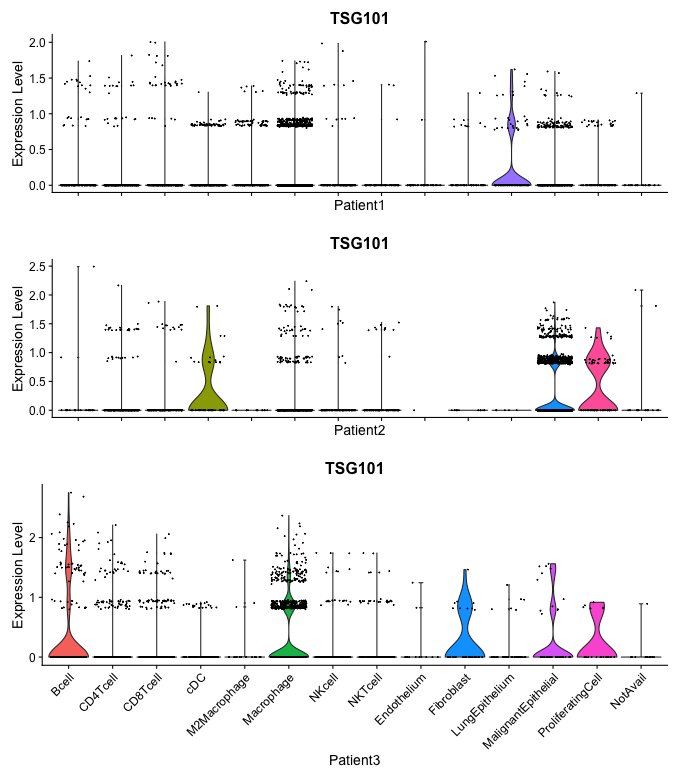 TSG101
Expression Level
2.0
1.5
1.0
0.5
0.0
Patient1
TSG101
Expression Level
2.5
2.0
1.5
1.0
0.5
0.0
Patient2
TSG101
Expression Level
2
1
0
Bcell
CD4Tcell
CD8Tcell
cDC
M2Macrophage
Macrophage
NKcell
NKTcell
Endothelium
Fibroblast
LungEpithelium
MalignantEpithelial
ProliferatingCell
NotAvail
Patient3